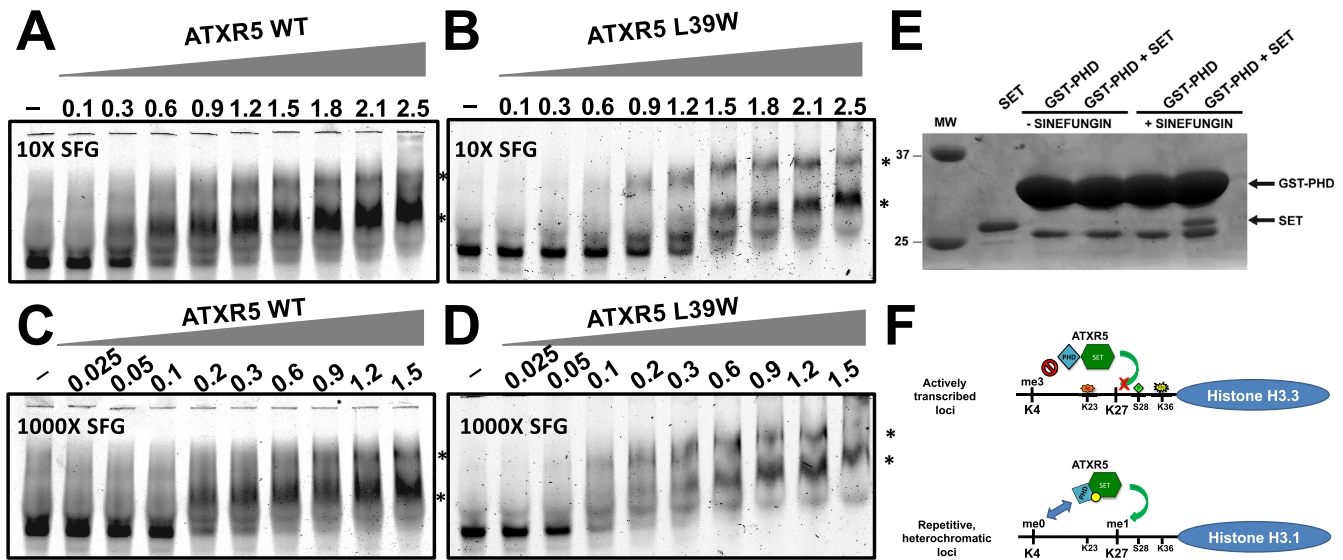 A
ATXR5 WT
– 0.1 0.3 0.6 0.9 1.2 1.5 1.8 2.1 2.5
10X SFG
*
*
B
ATXR5 L39W
– 0.1 0.3 0.6 0.9 1.2 1.5 1.8 2.1 2.5
10X SFG
*
*
C
ATXR5 WT
– 0.025 0.05 0.1 0.2 0.3 0.6 0.9 1.2 1.5
1000X SFG
*
*
D
ATXR5 L39W
– 0.025 0.05 0.1 0.2 0.3 0.6 0.9 1.2 1.5
1000X SFG
*
*
E
MW SET GST-PHD GST-PHD + SET GST-PHD GST-PHD + SET
- SINEFUNGIN + SINEFUNGIN
37
GST-PHD
SET
25
F
ATXR5
PHD SET
Actively
transcribed
loci
me3 X
K4 K23 K27 S28 K36
Histone H3.3
ATXR5
PHD SET
Repetitive,
heterochromatic
loci
me0 me1
K4 K23 K27 S28 K36
Histone H3.1